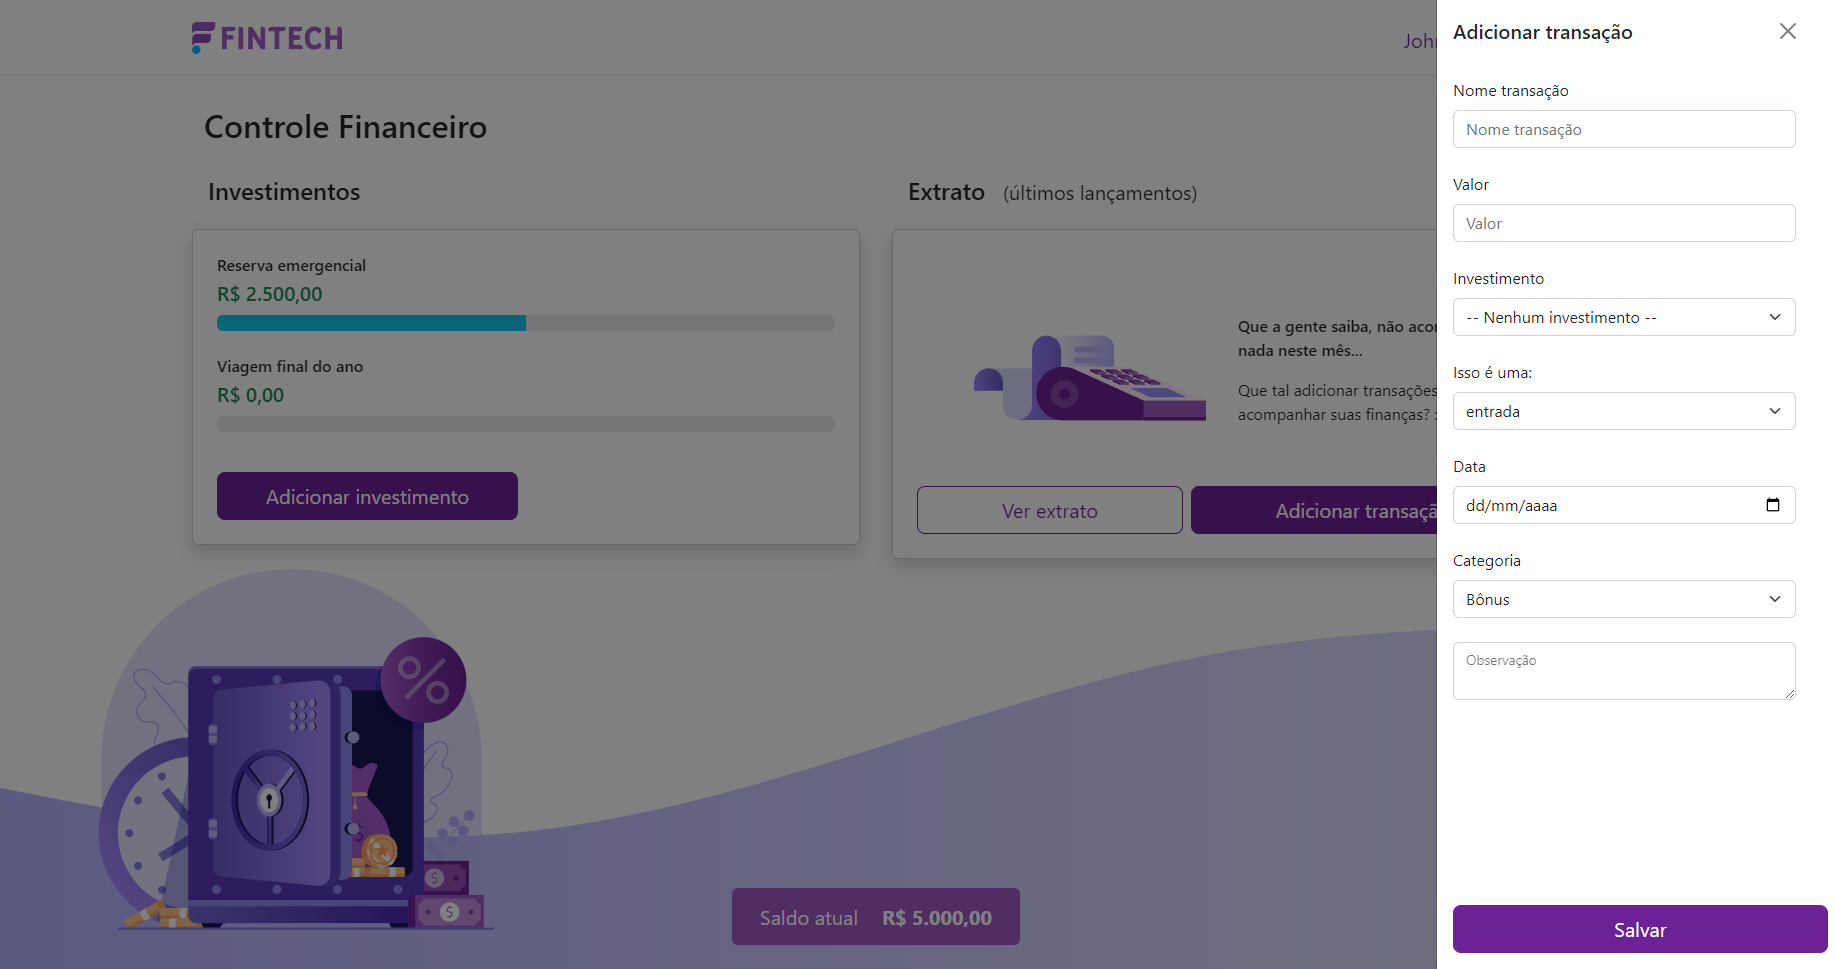 FINTECH
Controle Financeiro
Investimentos
Reserva emergencial
R$ 2.500,00
Viagem final do ano
R$ 0,00
Adicionar investimento
Extrato (últimos lançamentos)
Que a gente saiba, não
nada neste mês...
Que tal adicionar transações
acompanhar suas finanças? :
Ver extrato
Adicionar
Saldo atual R$ 5.000,00
Adicionar transação
Nome transação
Nome transação
Valor
Valor
Investimento
-- Nenhum investimento --
Isso é uma:
entrada
Data
dd/mm/aaaa
Categoria
Bônus
Observação
Salvar